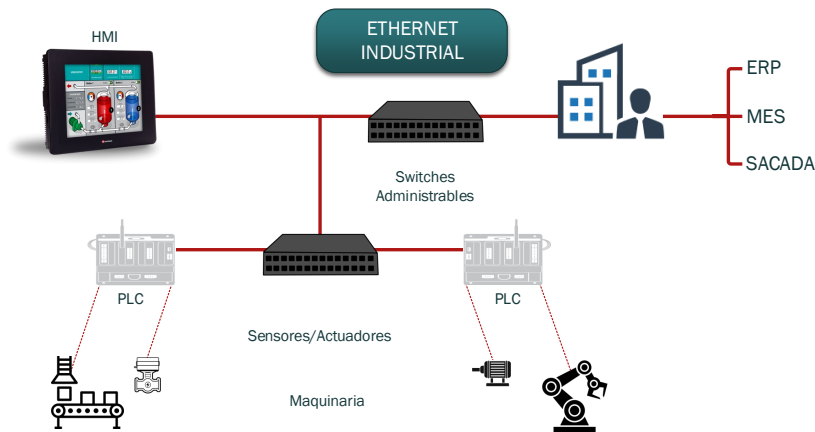 ETHERNET
INDUSTRIAL
HMI
ERP
MES
SACADA
Switches
Administrables
PLC
PLC
Sensores/Actuadores
Maquinaria